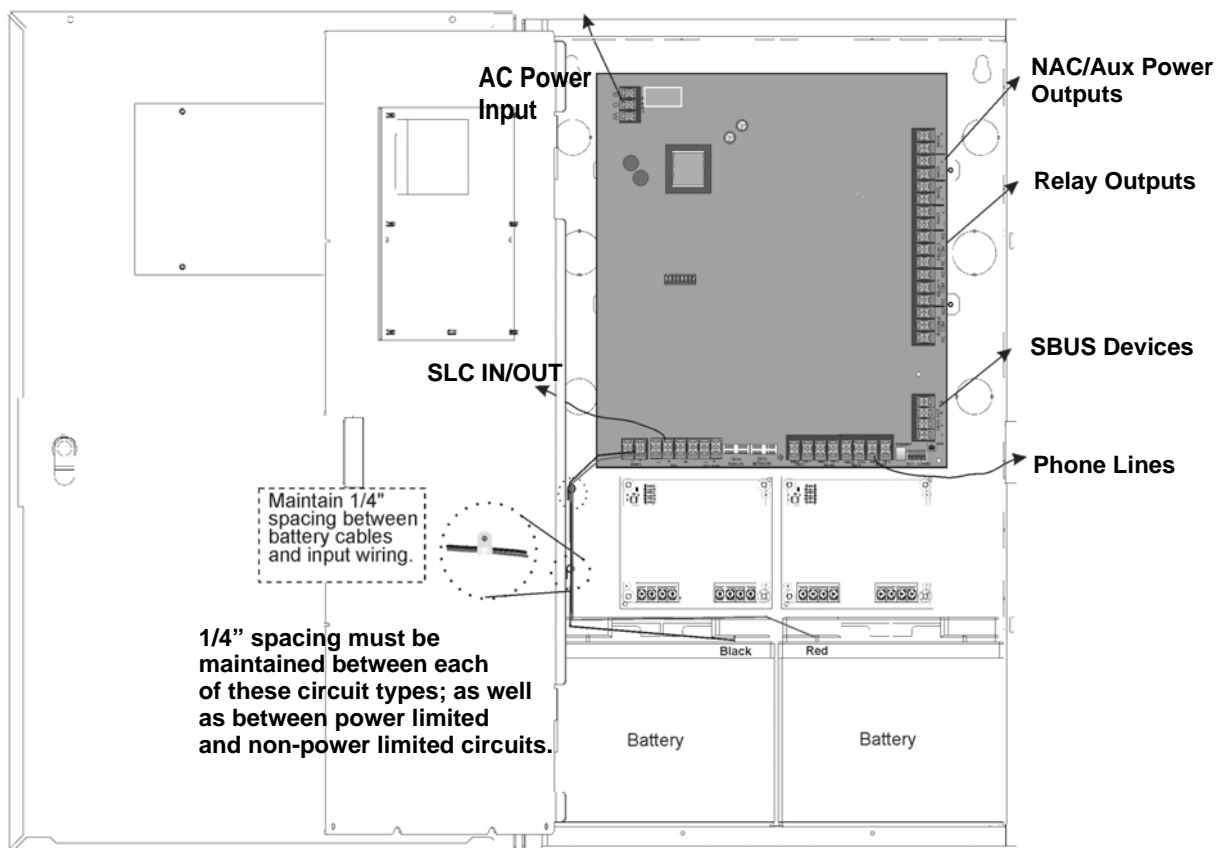 AC Power
Input
NAC/Aux Power
Outputs
Relay Outputs
SBUS Devices
SLC IN/OUT
Phone Lines
Maintain 1/4"
spacing between
battery cables
and input wiring.
1/4” spacing must be
maintained between each
of these circuit types; as well
as between power limited
and non-power limited circuits.
Black
Red
Battery
Battery